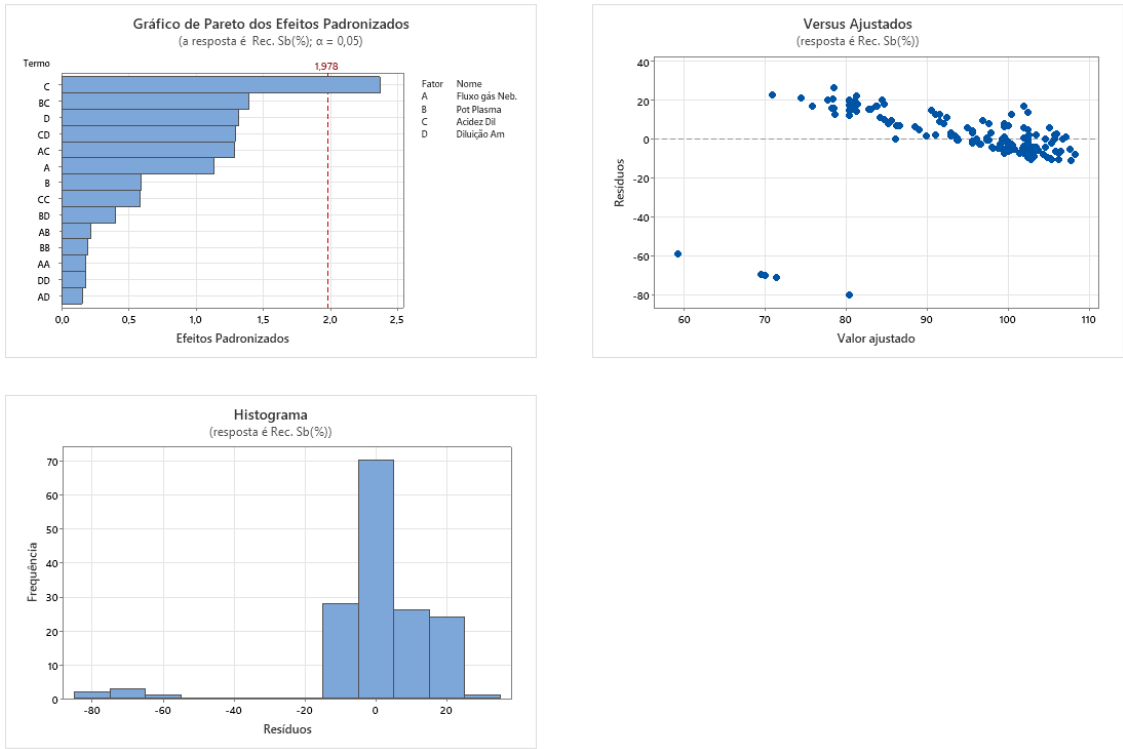 Gráfico de Pareto dos Efeitos Padronizados
(a resposta é Rec. Sb(%); α = 0,05)
Termo
1,978
C
BC
D
CD
AC
A
B
CC
BD
AB
BB
AA
DD
AD
0,0 0,5 1,0 1,5 2,0 2,5
Efeitos Padronizados
Fator Nome
A Fluxo gás Neb.
B Pot Plasma
C Acidez Dil
D Diluição Am
Versus Ajustados
(resposta é Rec. Sb(%))
40
20
0
-20
-40
-60
-80
Resíduos
60 70 80 90 100 110
Valor ajustado
Histograma
(resposta é Rec. Sb(%))
70
60
50
40
30
20
10
0
Frequência
-80 -60 -40 -20 0 20
Resíduos